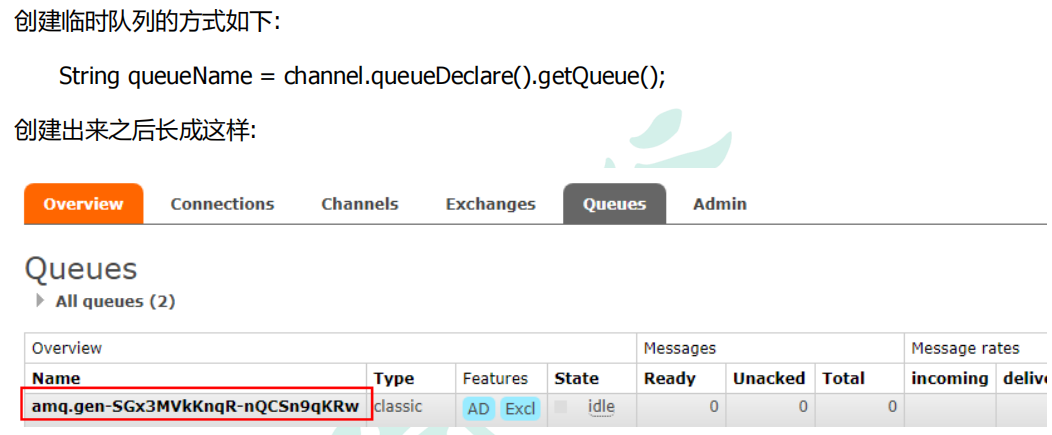 创建临时队列的方式如下:
String queueName = channel.queueDeclare().getQueue();
创建出来之后长成这样:
Overview Connections Channels Exchanges Queues Admin
Queues
All queues (2)
Overview Messages Message rates
Name Type Features State Ready Unacked Total incoming delive
amq.gen-SGx3MVkKnqR-nQCSn9qKRw classic AD Excl idle 0 0 0